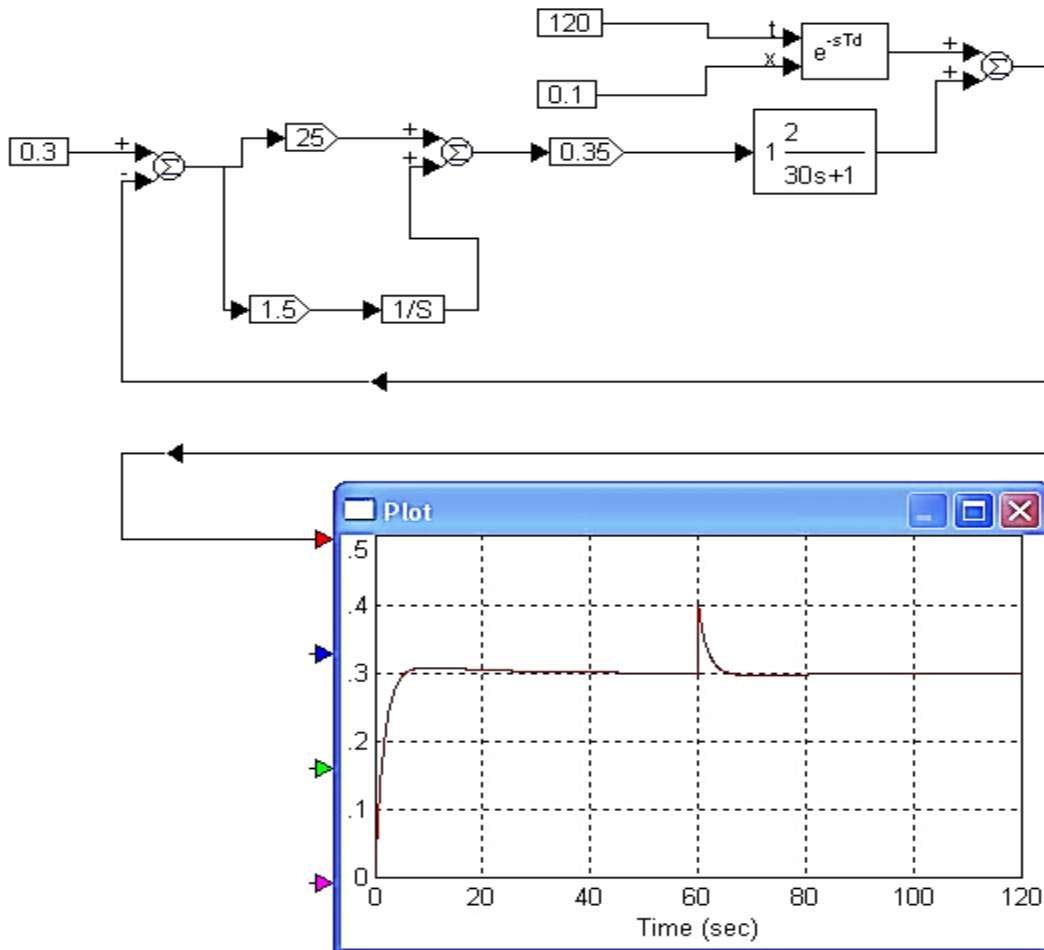 120
t
x
e-sTd
+
+
Σ
0.1
0.3
+
-
Σ
25
+
+
Σ
0.35
1 2
30s+1
1.5
1/S
Plot
.5
.4
.3
.2
.1
0
0 20 40 60 80 100 120
Time (sec)